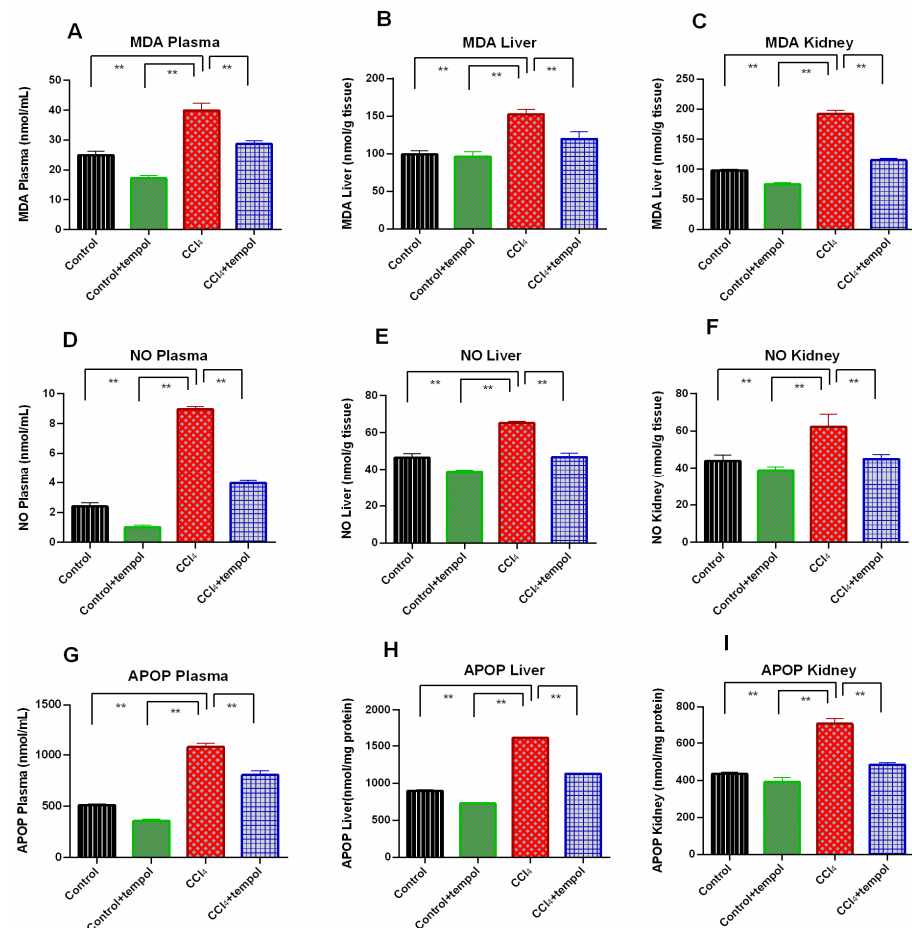 A
MDA Plasma
**
**
**
MDA Plasma (nmol/mL)
50
40
30
20
10
0
Control
Control+tempol
CCl4
CCl4+tempol
B
MDA Liver
**
**
**
MDA Liver (nmol/g tissue)
200
150
100
50
0
Control
Control+tempol
CCl4
CCl4+tempol
C
MDA Kidney
**
**
**
MDA Liver (nmol/g tissue)
250
200
150
100
50
0
Control
Control+tempol
CCl4
CCl4+tempol
D
NO Plasma
**
**
**
NO Plasma (nmol/mL)
10
8
6
4
2
0
Control
Control+tempol
CCl4
CCl4+tempol
E
NO Liver
**
**
**
NO Liver (nmol/g tissue)
80
60
40
20
0
Control
Control+tempol
CCl4
CCl4+tempol
F
NO Kidney
**
**
**
NO Kidney (nmol/g tissue)
80
60
40
20
0
Control
Control+tempol
CCl4
CCl4+tempol
G
APOP Plasma
**
**
**
APOP Plasma (nmol/mL)
1500
1000
500
0
Control
Control+tempol
CCl4
CCl4+tempol
H
APOP Liver
**
**
**
APOP Liver(nmol/mg protein)
2000
1500
1000
500
0
Control
Control+tempol
CCl4
CCl4+tempol
I
APOP Kidney
**
**
**
APOP Kidney (nmol/mg protein)
800
600
400
200
0
Control
Control+tempol
CCl4
CCl4+tempol